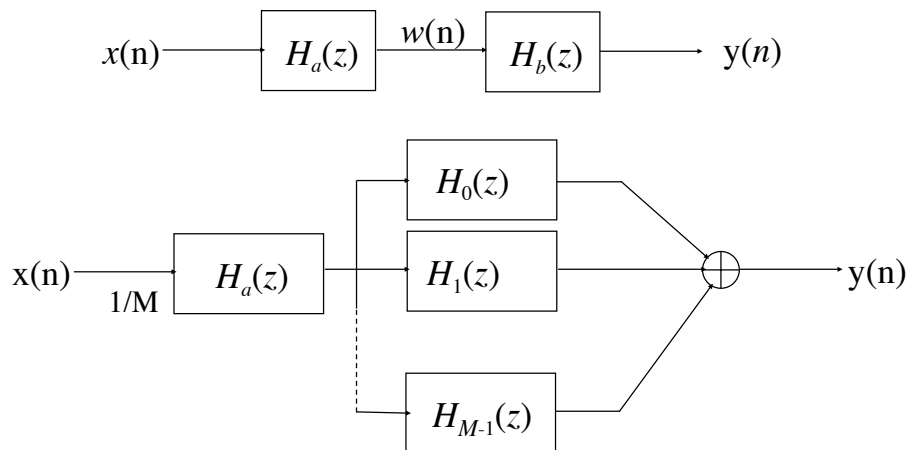 x(n) H_a(z) w(n) H_b(z) y(n)
H_0(z)
x(n) 1/M H_a(z) H_1(z) y(n)
H_{M-1}(z)